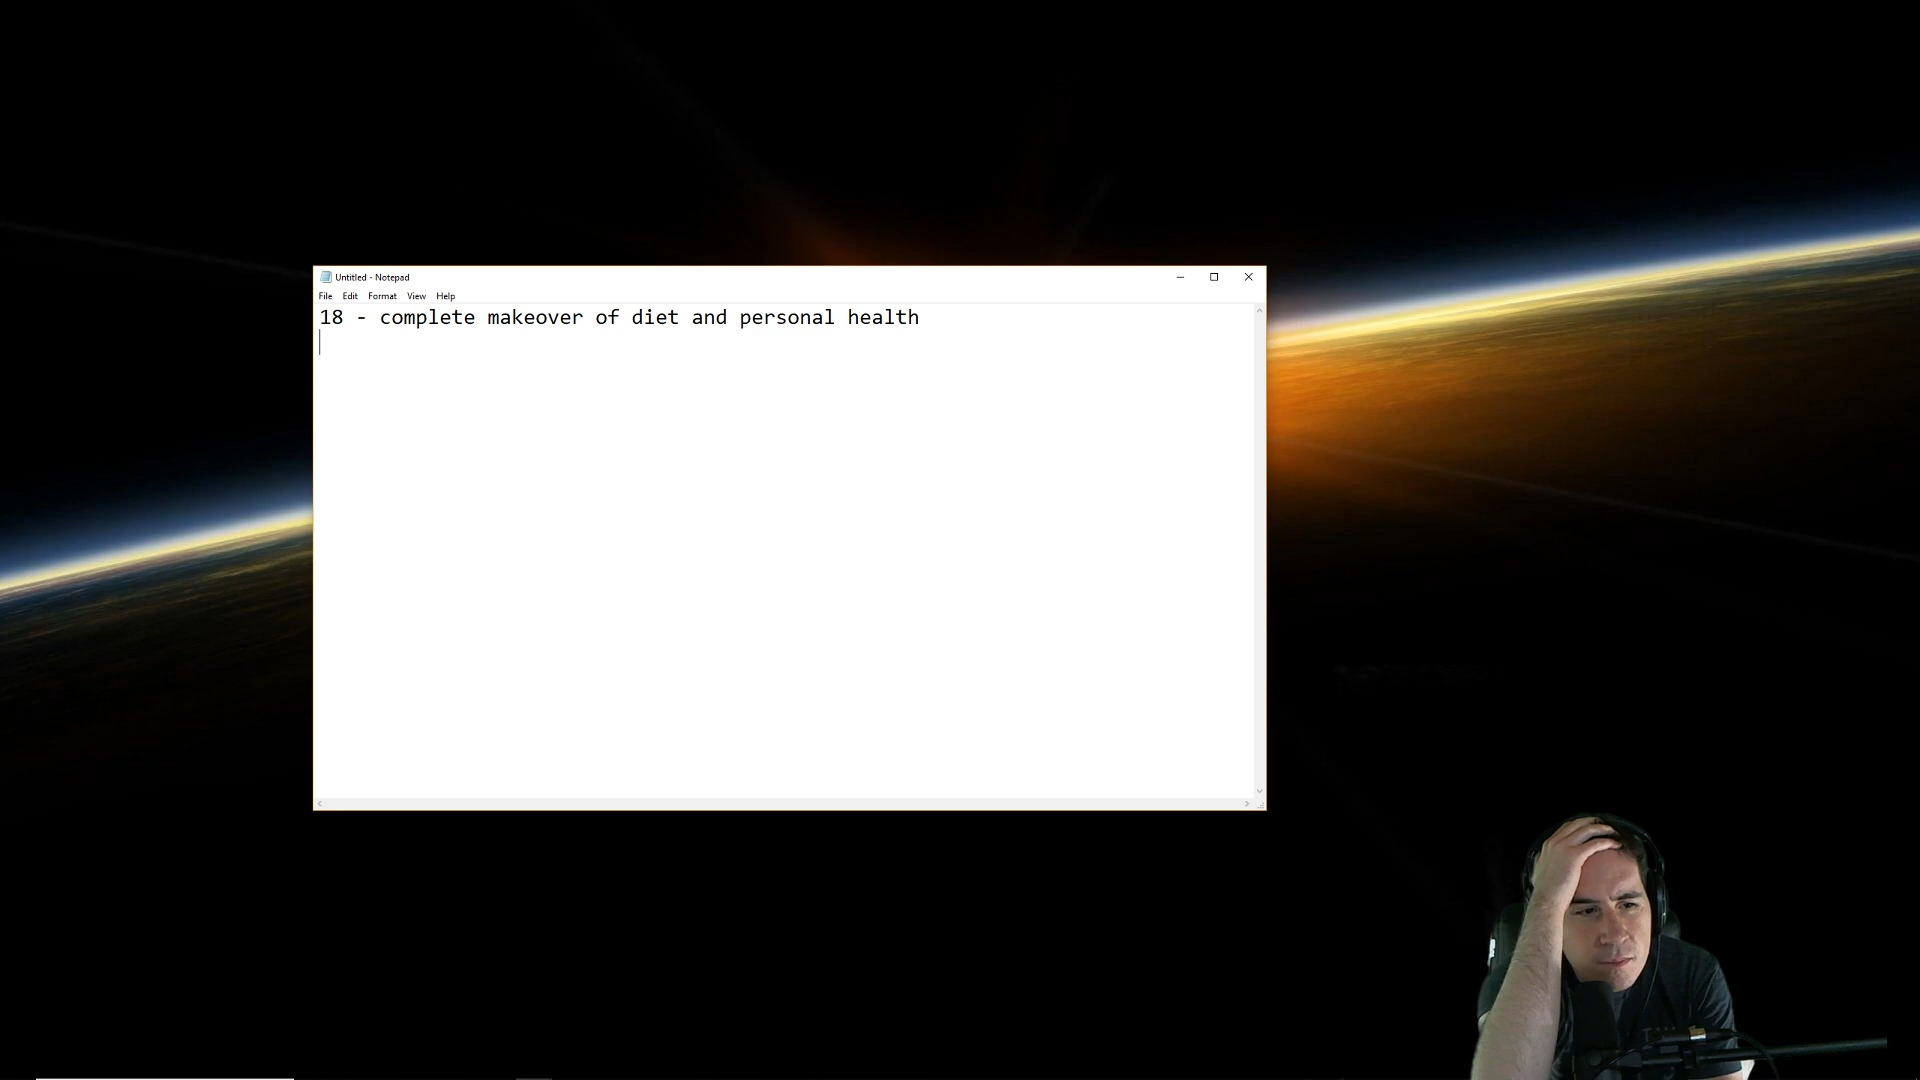 Untitled - Notepad
File Edit Format View Help
18 - complete makeover of diet and personal health